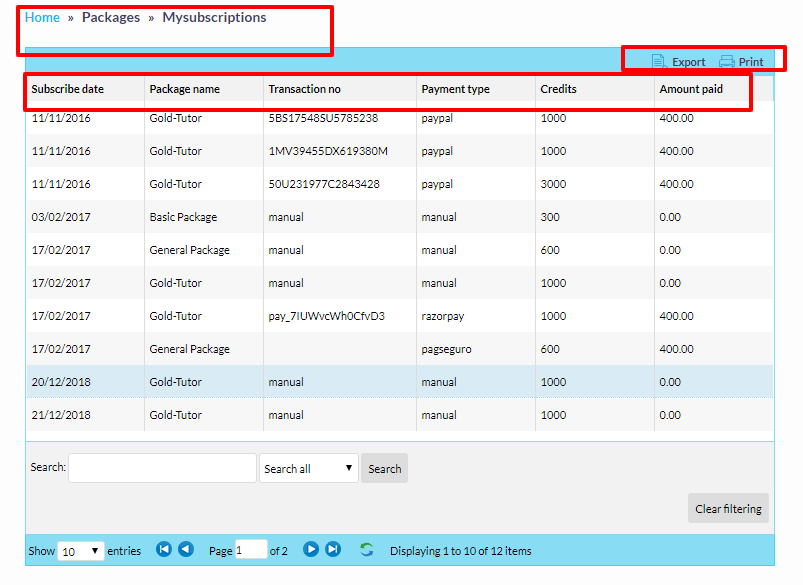 Home » Packages » Mysubscriptions
Export Print
Subscribe date Package name Transaction no Payment type Credits Amount paid
11/11/2016 Gold-Tutor 5BS17548SU5785238 paypal 1000 400.00
11/11/2016 Gold-Tutor 1MV39455DX619380M paypal 1000 400.00
11/11/2016 Gold-Tutor 50U231977C2843428 paypal 3000 400.00
03/02/2017 Basic Package manual manual 300 0.00
17/02/2017 General Package manual manual 600 0.00
17/02/2017 Gold-Tutor manual manual 1000 0.00
17/02/2017 Gold-Tutor pay_7IUWvcWh0CfvD3 razorpay 1000 400.00
17/02/2017 General Package pagseguro 600 400.00
20/12/2018 Gold-Tutor manual manual 1000 0.00
21/12/2018 Gold-Tutor manual manual 1000 0.00
Search: Search all Search
Clear filtering
Show 10 entries Page 1 of 2 Displaying 1 to 10 of 12 items